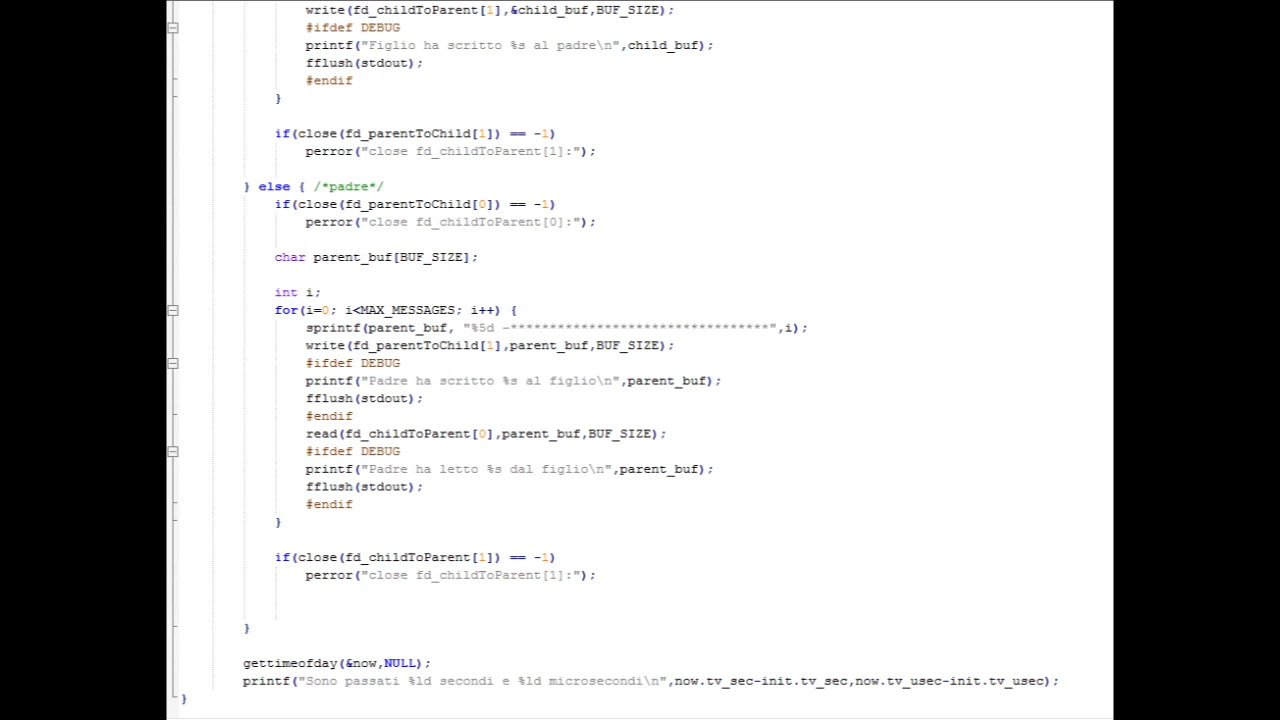 write(fd_childToParent[1],&child_buf,BUF_SIZE);
#ifdef DEBUG
printf("Figlio ha scritto %s al padre\n",child_buf);
fflush(stdout);
#endif
}
if(close(fd_parentToChild[1]) == -1)
perror("close fd_childToParent[1]:");
} else { /*padre*/
if(close(fd_parentToChild[0]) == -1)
perror("close fd_childToParent[0]:");
char parent_buf[BUF_SIZE];
int i;
for(i=0; i<MAX_MESSAGES; i++) {
sprintf(parent_buf, "%5d -*********************************",i);
write(fd_parentToChild[1],parent_buf,BUF_SIZE);
#ifdef DEBUG
printf("Padre ha scritto %s al figlio\n",parent_buf);
fflush(stdout);
#endif
read(fd_childToParent[0],parent_buf,BUF_SIZE);
#ifdef DEBUG
printf("Padre ha letto %s dal figlio\n",parent_buf);
fflush(stdout);
#endif
}
if(close(fd_childToParent[1]) == -1)
perror("close fd_childToParent[1]:");
}
gettimeofday(&now,NULL);
printf("Sono passati %ld secondi e %ld microsecondi\n",now.tv_sec-init.tv_sec,now.tv_usec-init.tv_usec);
}